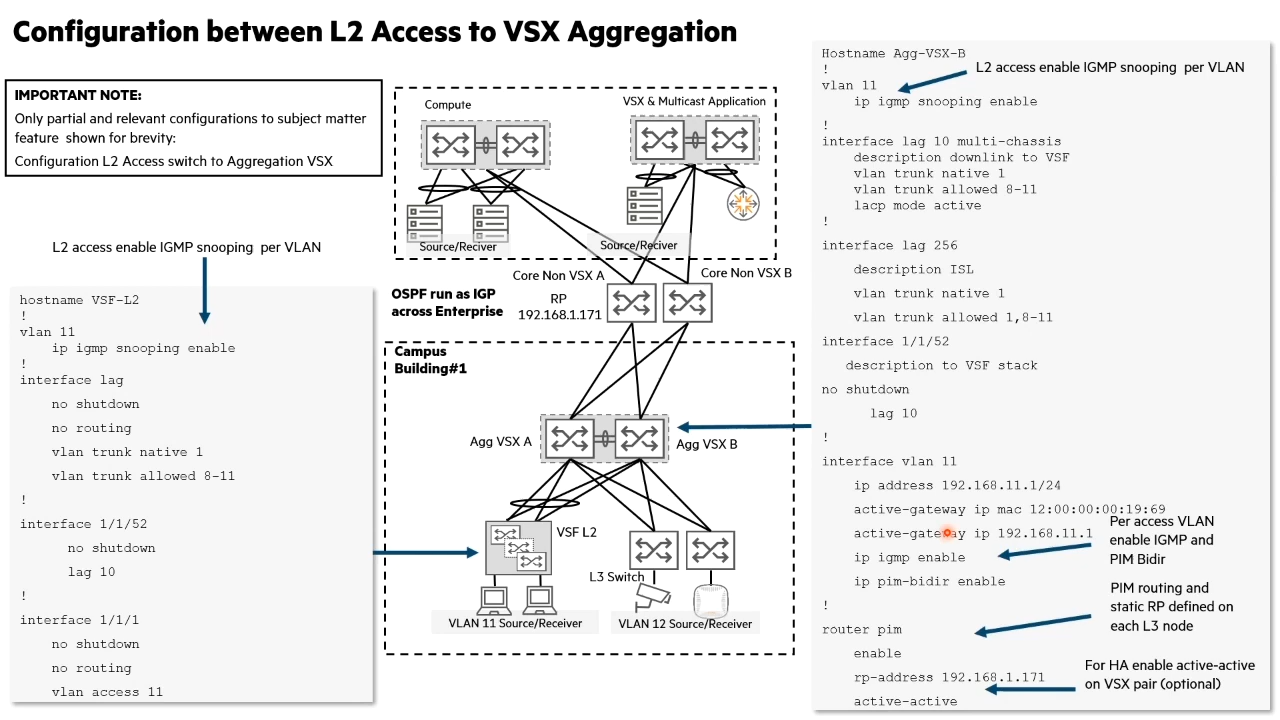 Configuration between L2 Access to VSX Aggregation
IMPORTANT NOTE:
Only partial and relevant configurations to subject matter
feature shown for brevity:
Configuration L2 Access switch to Aggregation VSX
L2 access enable IGMP snooping per VLAN
hostname VSF-L2
!
vlan 11
ip igmp snooping enable
!
interface lag
no shutdown
no routing
vlan trunk native 1
vlan trunk allowed 8-11
!
interface 1/1/52
no shutdown
lag 10
!
interface 1/1/1
no shutdown
no routing
vlan access 11
Compute
VSX & Multicast Application
Source/Reciver
Source/Reciver
Core Non VSX A
Core Non VSX B
OSPF run as IGP
across Enterprise
RP
192.168.1.171
Campus
Building#1
Agg VSX A
Agg VSX B
VSF L2
L3 Switch
VLAN 11 Source/Receiver
VLAN 12 Source/Receiver
Hostname Agg-VSX-B
!
vlan 11
ip igmp snooping enable
L2 access enable IGMP snooping per VLAN
!
interface lag 10 multi-chassis
description downlink to VSF
vlan trunk native 1
vlan trunk allowed 8-11
lacp mode active
!
interface lag 256
description ISL
vlan trunk native 1
vlan trunk allowed 1,8-11
interface 1/1/52
description to VSF stack
no shutdown
lag 10
!
interface vlan 11
ip address 192.168.11.1/24
active-gateway ip mac 12:00:00:00:19:69
active-gateway ip 192.168.11.1
ip igmp enable
ip pim-bidir enable
!
router pim
enable
rp-address 192.168.1.171
active-active
Per access VLAN
enable IGMP and
PIM Bidir
PIM routing and
static RP defined on
each L3 node
For HA enable active-active
on VSX pair (optional)